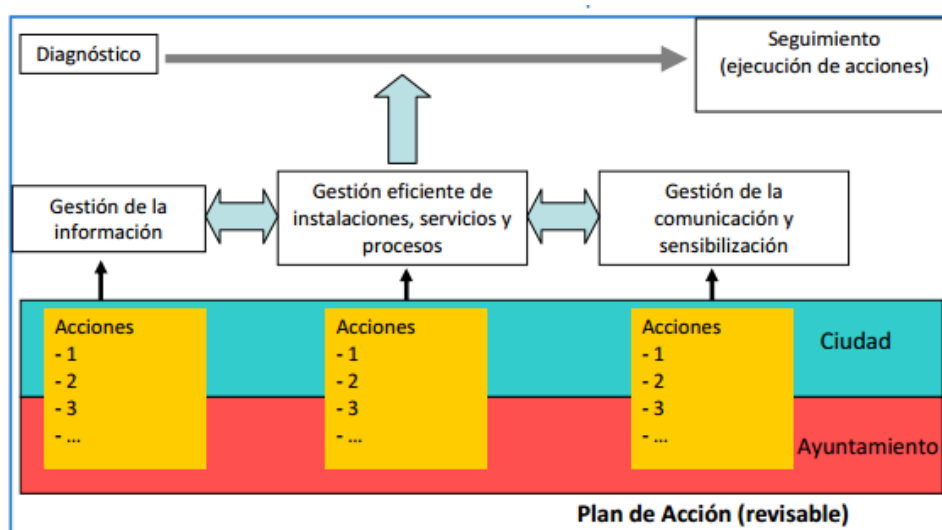 Diagnóstico
Seguimiento
(ejecución de acciones)
Gestión de la
información
Gestión eficiente de
instalaciones, servicios y
procesos
Gestión de la
comunicación y
sensibilización
Acciones
- 1
- 2
- 3
- ...
Acciones
- 1
- 2
- 3
- ...
Acciones
- 1
- 2
- 3
- ...
Ciudad
Ayuntamiento
Plan de Acción (revisable)